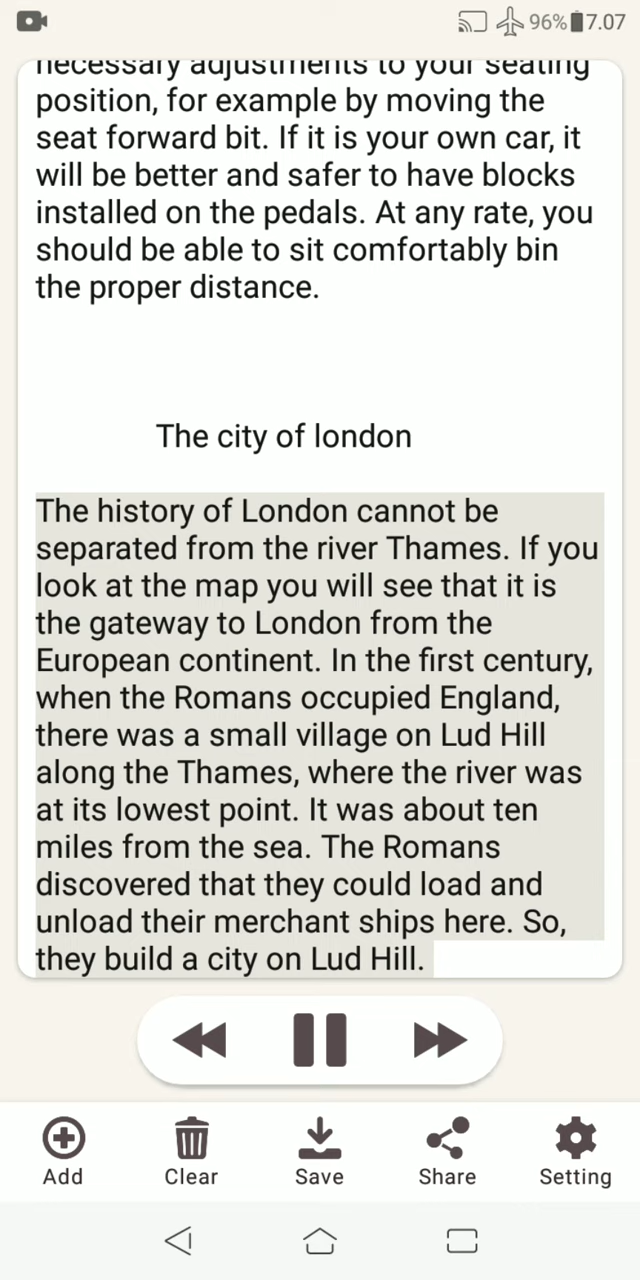 96% 7.07
necessary adjustments to your seating
position, for example by moving the
seat forward bit. If it is your own car, it
will be better and safer to have blocks
installed on the pedals. At any rate, you
should be able to sit comfortably bin
the proper distance.
The city of london
The history of London cannot be
separated from the river Thames. If you
look at the map you will see that it is
the gateway to London from the
European continent. In the first century,
when the Romans occupied England,
there was a small village on Lud Hill
along the Thames, where the river was
at its lowest point. It was about ten
miles from the sea. The Romans
discovered that they could load and
unload their merchant ships here. So,
they build a city on Lud Hill.
Add Clear Save Share Setting